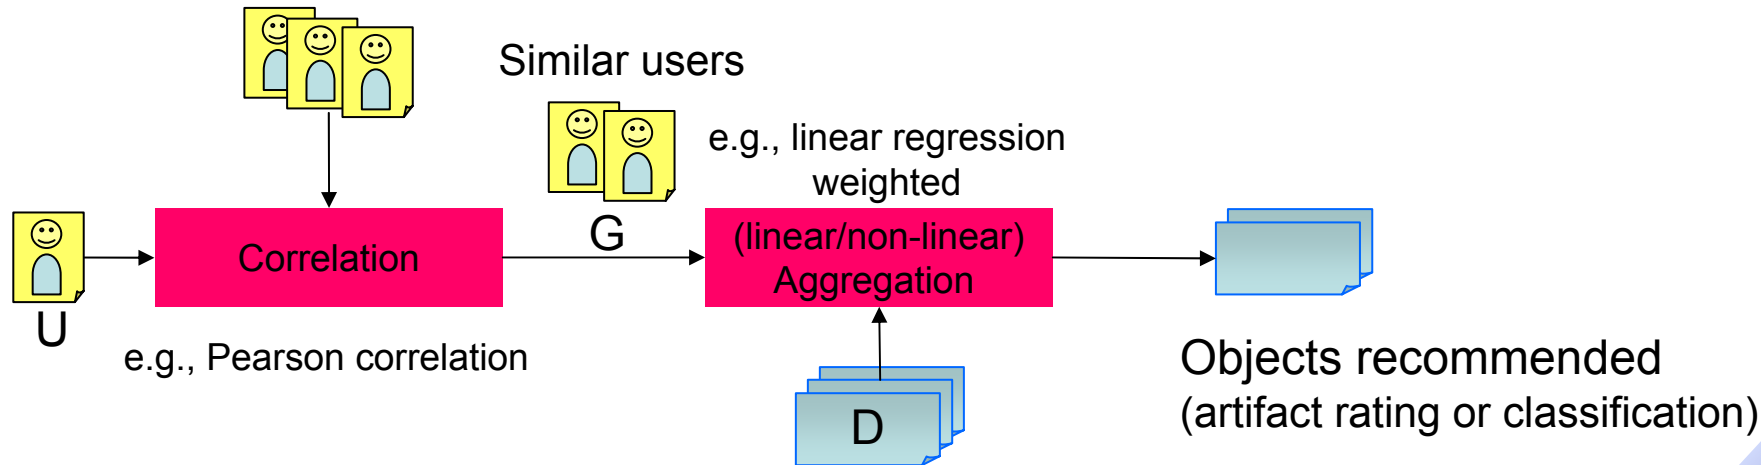 Similar users
e.g., linear regression
weighted
G
(linear/non-linear)
Aggregation
Correlation
U
e.g., Pearson correlation
D
Objects recommended
(artifact rating or classification)